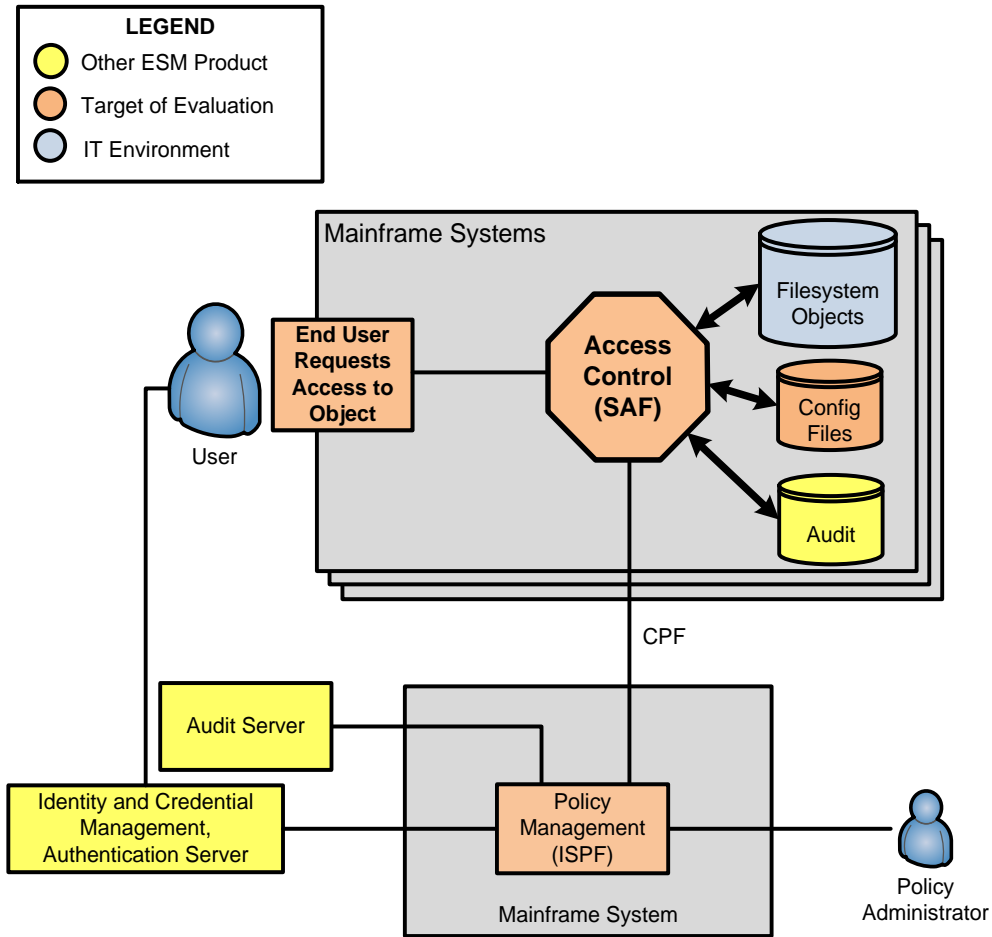 LEGEND
Other ESM Product
Target of Evaluation
IT Environment
Mainframe Systems
Filesystem
Objects
End User
Requests
Access to
Object
Access
Control
(SAF)
Config
Files
User
Audit
CPF
Audit Server
Identity and Credential
Management,
Authentication Server
Policy
Management
(ISPF)
Policy
Administrator
Mainframe System